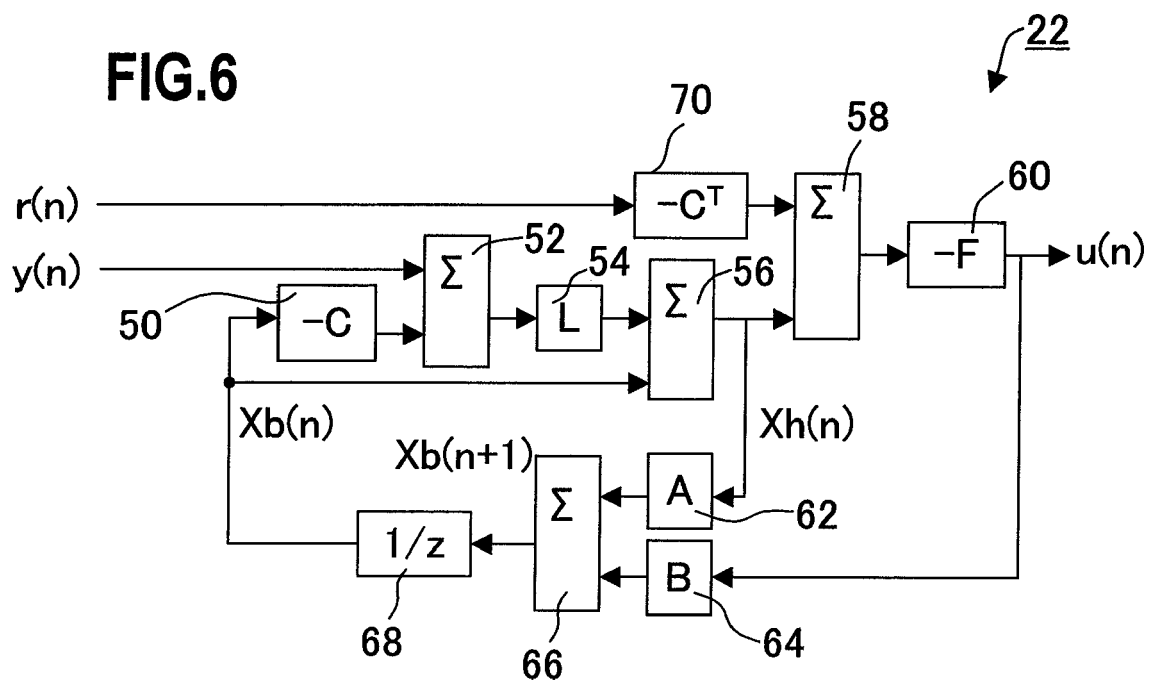 FIG.6
22
70
58
r(n)
-Cᵀ
Σ
60
y(n)
Σ
52
54
56
-F
u(n)
50
-C
L
Σ
Xb(n)
Xh(n)
Xb(n+1)
Σ
A
62
1/z
B
68
66
64